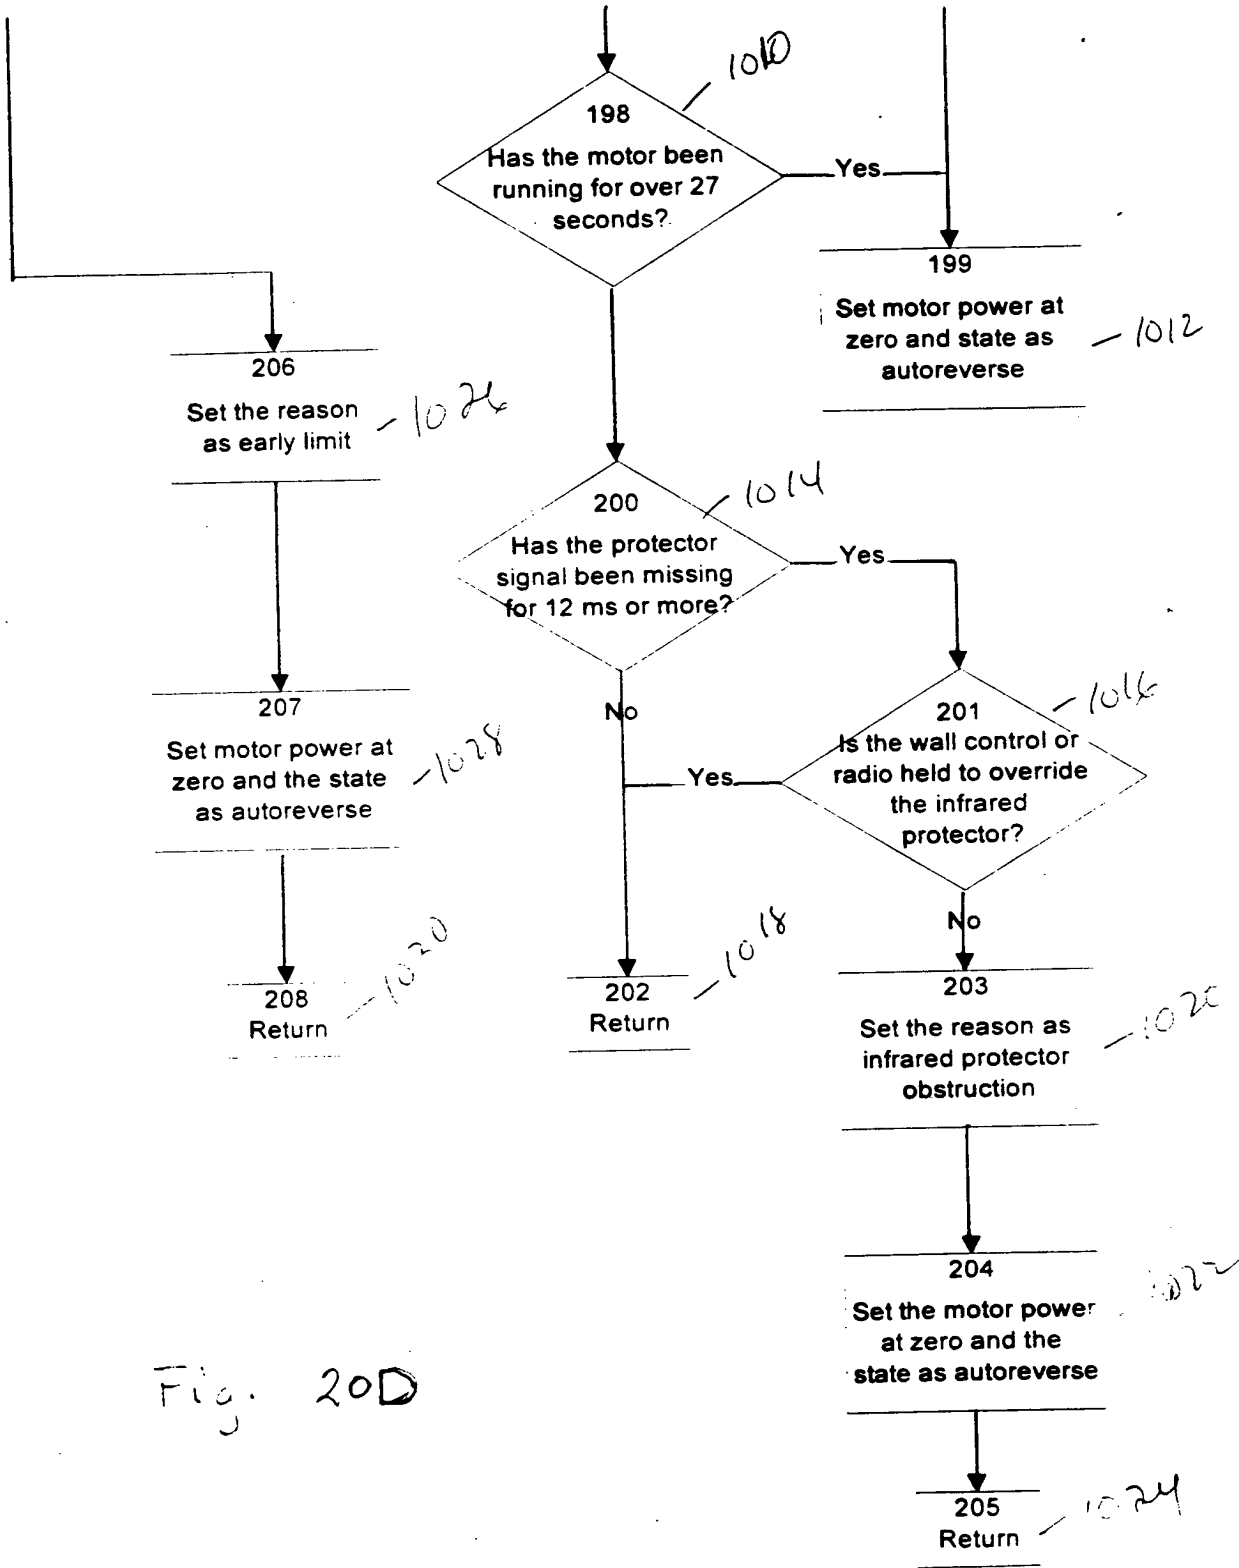 1010
198
Has the motor been
running for over 27
seconds?
Yes
199
Set motor power at
zero and state as
autoreverse
1012
206
Set the reason
as early limit
1026
200
Has the protector
signal been missing
for 12 ms or more?
1014
Yes
207
Set motor power at
zero and the state
as autoreverse
1028
No
201
Is the wall control or
radio held to override
the infrared
protector?
1016
Yes
No
208
Return
1030
202
Return
1018
203
Set the reason as
infrared protector
obstruction
1020
204
Set the motor power
at zero and the
state as autoreverse
1022
205
Return
1024
Fig. 20D